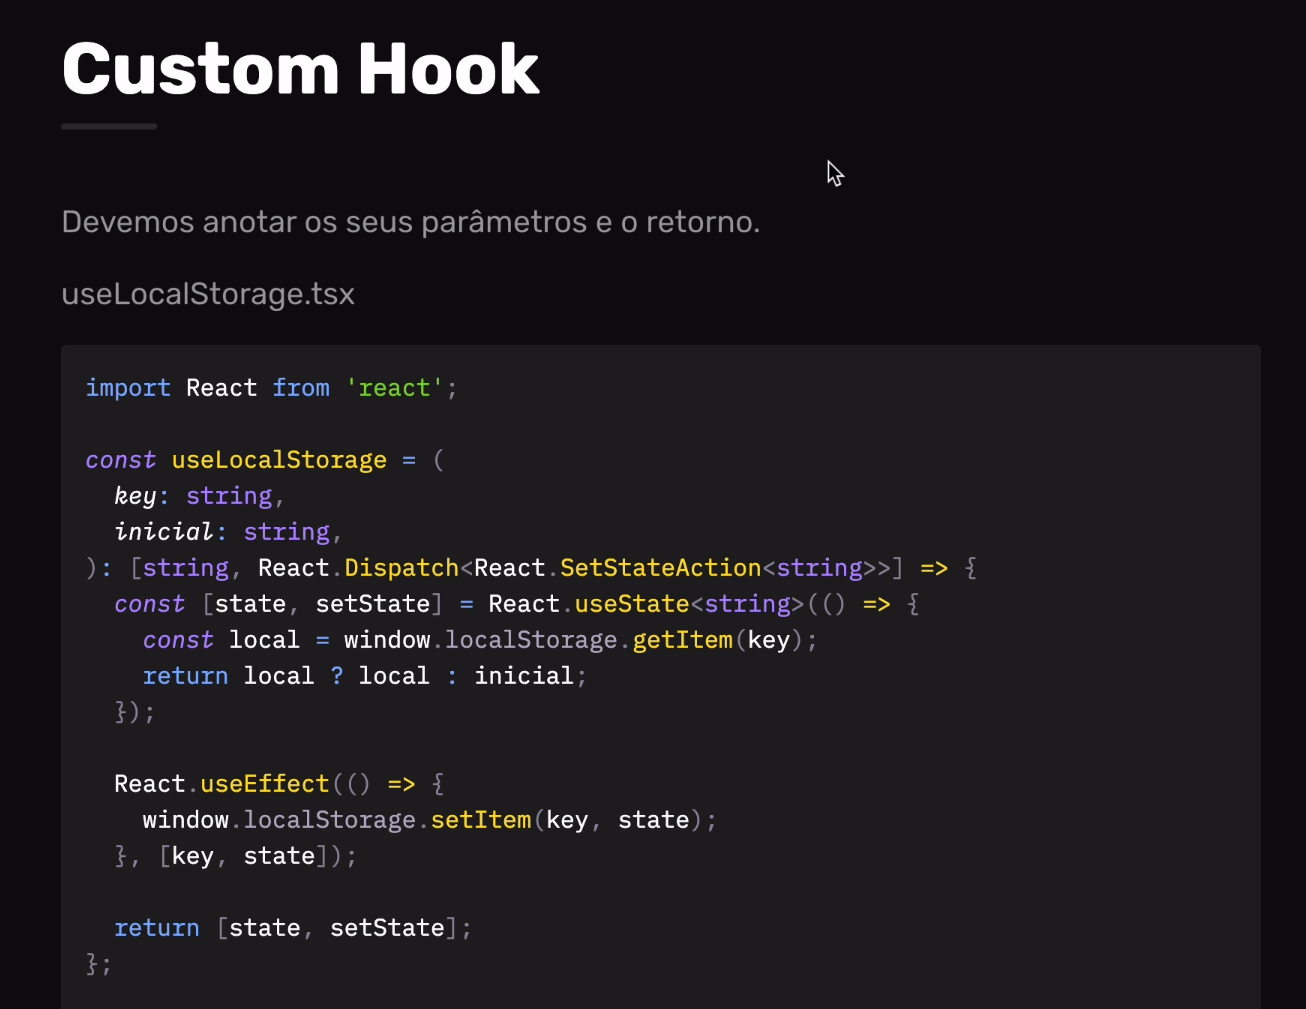 Custom Hook
Devemos anotar os seus parâmetros e o retorno.
useLocalStorage.tsx
import React from 'react';
const useLocalStorage = (
  key: string,
  inicial: string,
): [string, React.Dispatch<React.SetStateAction<string>>] => {
  const [state, setState] = React.useState<string>(() => {
    const local = window.localStorage.getItem(key);
    return local ? local : inicial;
  });
  React.useEffect(() => {
    window.localStorage.setItem(key, state);
  }, [key, state]);
  return [state, setState];
};